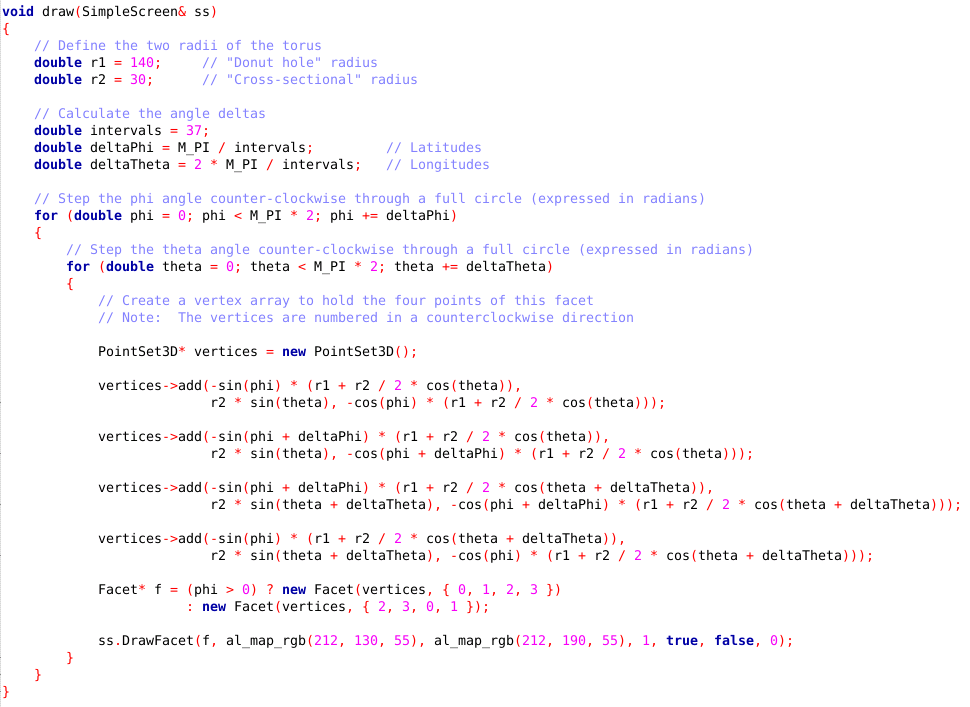 void draw(SimpleScreen& ss)
{
    // Define the two radii of the torus
    double r1 = 140;     // "Donut hole" radius
    double r2 = 30;      // "Cross-sectional" radius

    // Calculate the angle deltas
    double intervals = 37;
    double deltaPhi = M_PI / intervals;         // Latitudes
    double deltaTheta = 2 * M_PI / intervals;   // Longitudes

    // Step the phi angle counter-clockwise through a full circle (expressed in radians)
    for (double phi = 0; phi < M_PI * 2; phi += deltaPhi)
    {
        // Step the theta angle counter-clockwise through a full circle (expressed in radians)
        for (double theta = 0; theta < M_PI * 2; theta += deltaTheta)
        {
            // Create a vertex array to hold the four points of this facet
            // Note:  The vertices are numbered in a counterclockwise direction

            PointSet3D* vertices = new PointSet3D();

            vertices->add(-sin(phi) * (r1 + r2 / 2 * cos(theta)),
                          r2 * sin(theta), -cos(phi) * (r1 + r2 / 2 * cos(theta)));

            vertices->add(-sin(phi + deltaPhi) * (r1 + r2 / 2 * cos(theta)),
                          r2 * sin(theta), -cos(phi + deltaPhi) * (r1 + r2 / 2 * cos(theta)));

            vertices->add(-sin(phi + deltaPhi) * (r1 + r2 / 2 * cos(theta + deltaTheta)),
                          r2 * sin(theta + deltaTheta), -cos(phi + deltaPhi) * (r1 + r2 / 2 * cos(theta + deltaTheta)));

            vertices->add(-sin(phi) * (r1 + r2 / 2 * cos(theta + deltaTheta)),
                          r2 * sin(theta + deltaTheta), -cos(phi) * (r1 + r2 / 2 * cos(theta + deltaTheta)));

            Facet* f = (phi > 0) ? new Facet(vertices, { 0, 1, 2, 3 })
                       : new Facet(vertices, { 2, 3, 0, 1 });

            ss.DrawFacet(f, al_map_rgb(212, 130, 55), al_map_rgb(212, 190, 55), 1, true, false, 0);
        }
    }
}